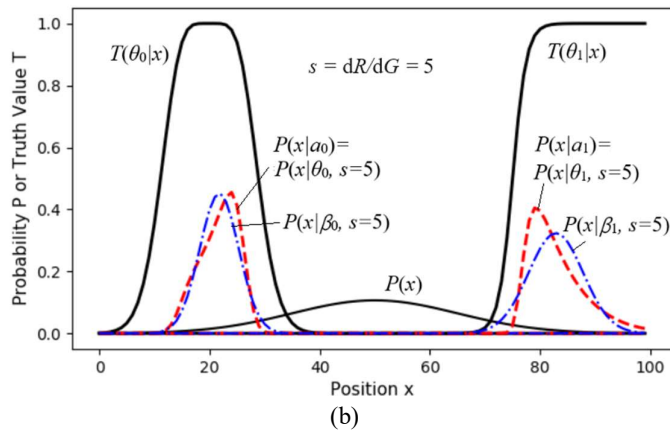 1.0
0.8
0.6
0.4
0.2
0.0
Probability P or Truth Value T
T(θ₀|x)
s = dR/dG = 5
T(θ₁|x)
P(x|a₀)=
P(x|θ₀, s=5)
P(x|β₀, s=5)
P(x)
P(x|a₁)=
P(x|θ₁, s=5)
P(x|β₁, s=5)
0 20 40 60 80 100
Position x
(b)